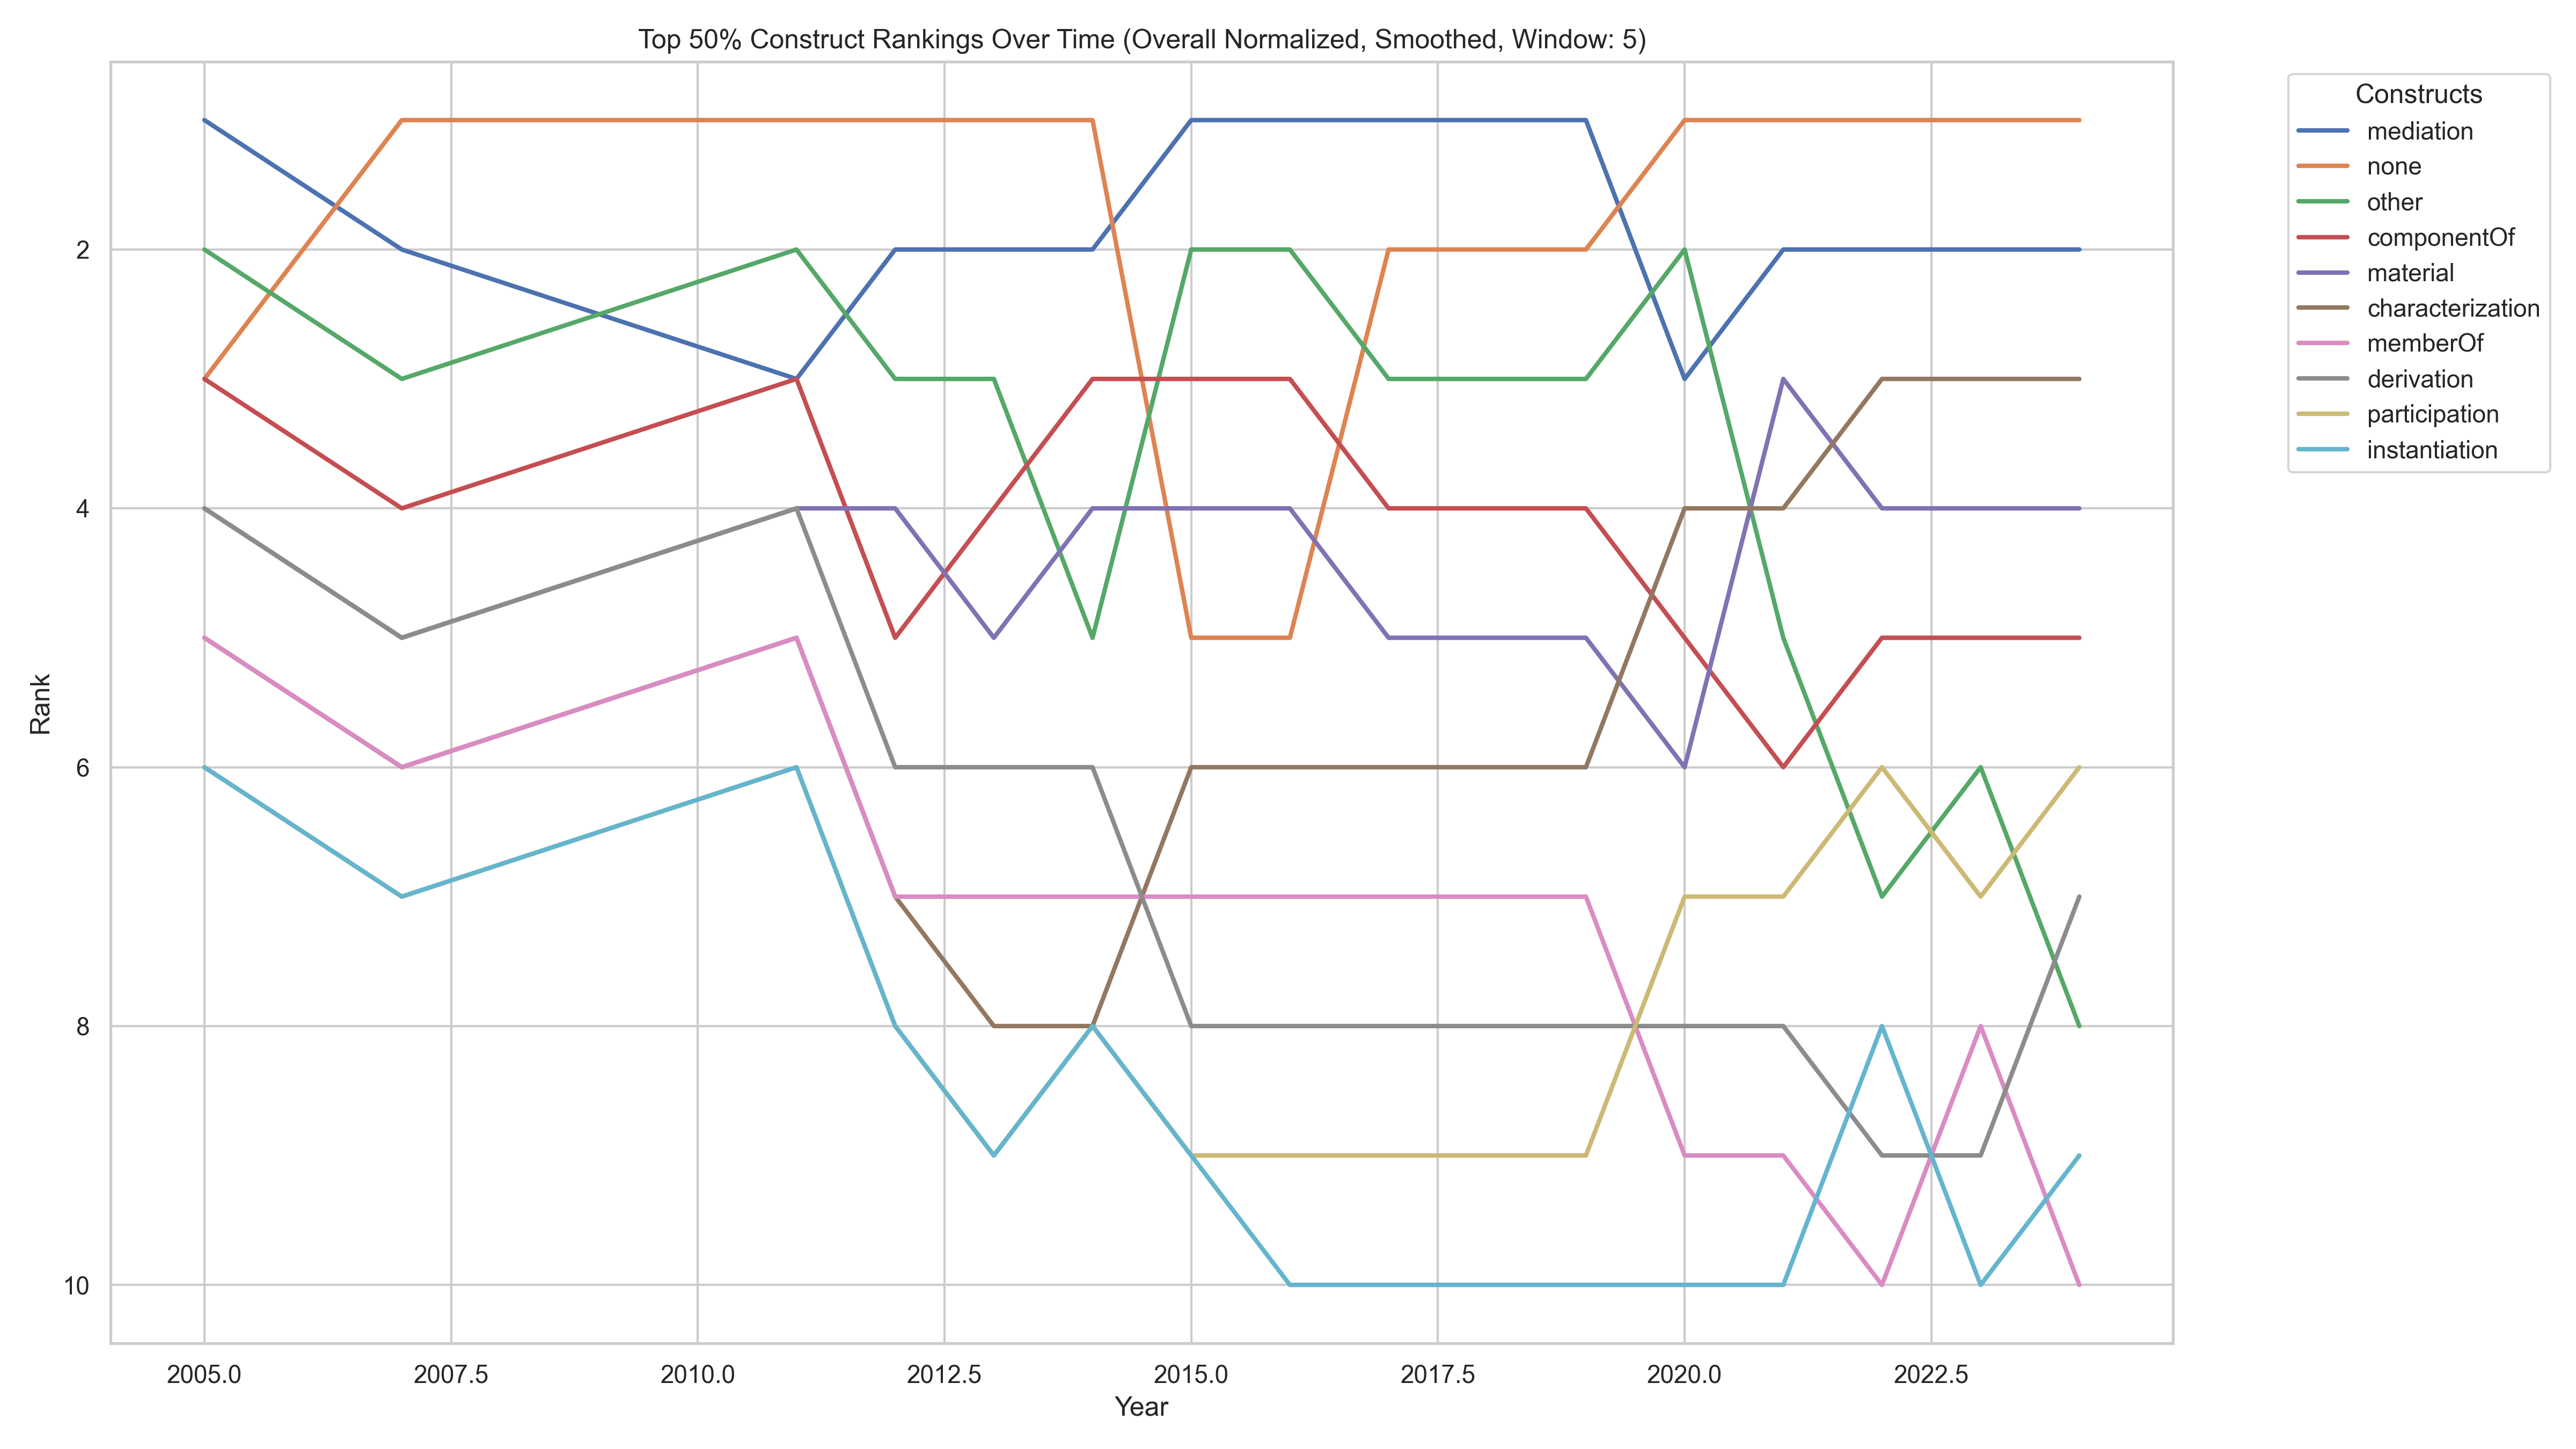 Top 50% Construct Rankings Over Time (Overall Normalized, Smoothed, Window: 5)
Constructs
mediation
none
other
componentOf
material
characterization
memberOf
derivation
participation
instantiation
Rank
2
4
6
8
10
2005.0
2007.5
2010.0
2012.5
2015.0
2017.5
2020.0
2022.5
Year